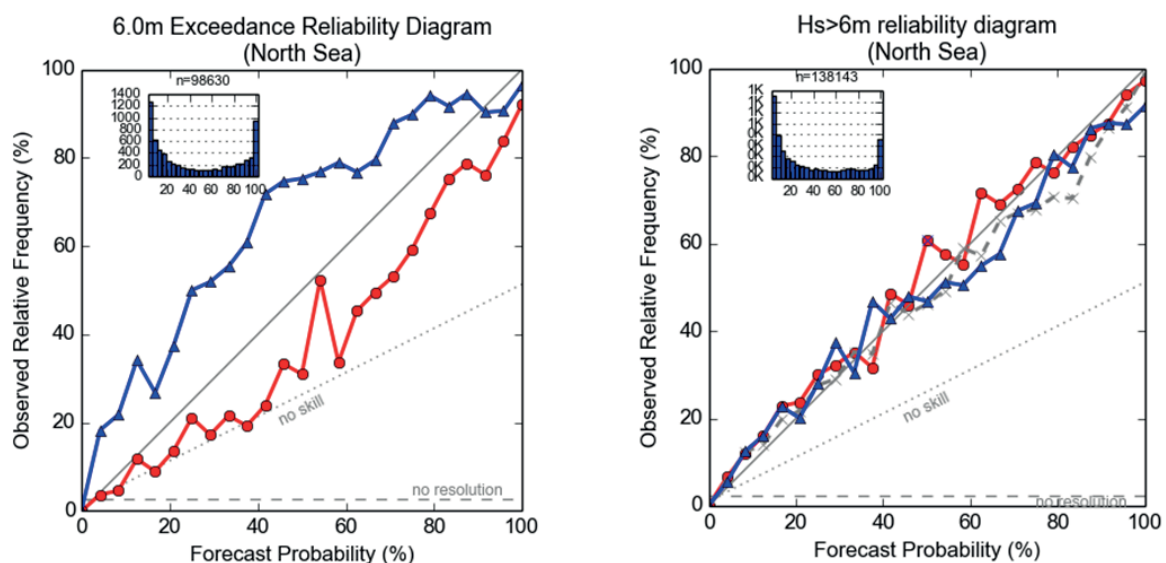 6.0m Exceedance Reliability Diagram
(North Sea)
n=98630
1400
1200
1000
800
600
400
200
0
20 40 60 80 100
100
80
60
40
20
0
Observed Relative Frequency (%)
no skill
no resolution
0 20 40 60 80 100
Forecast Probability (%)
Hs>6m reliability diagram
(North Sea)
n=138143
1K
1K
1K
0K
0K
0K
0K
0K
20 40 60 80 100
100
80
60
40
20
0
Observed Relative Frequency (%)
no skill
no resolution
0 20 40 60 80 100
Forecast Probability (%)